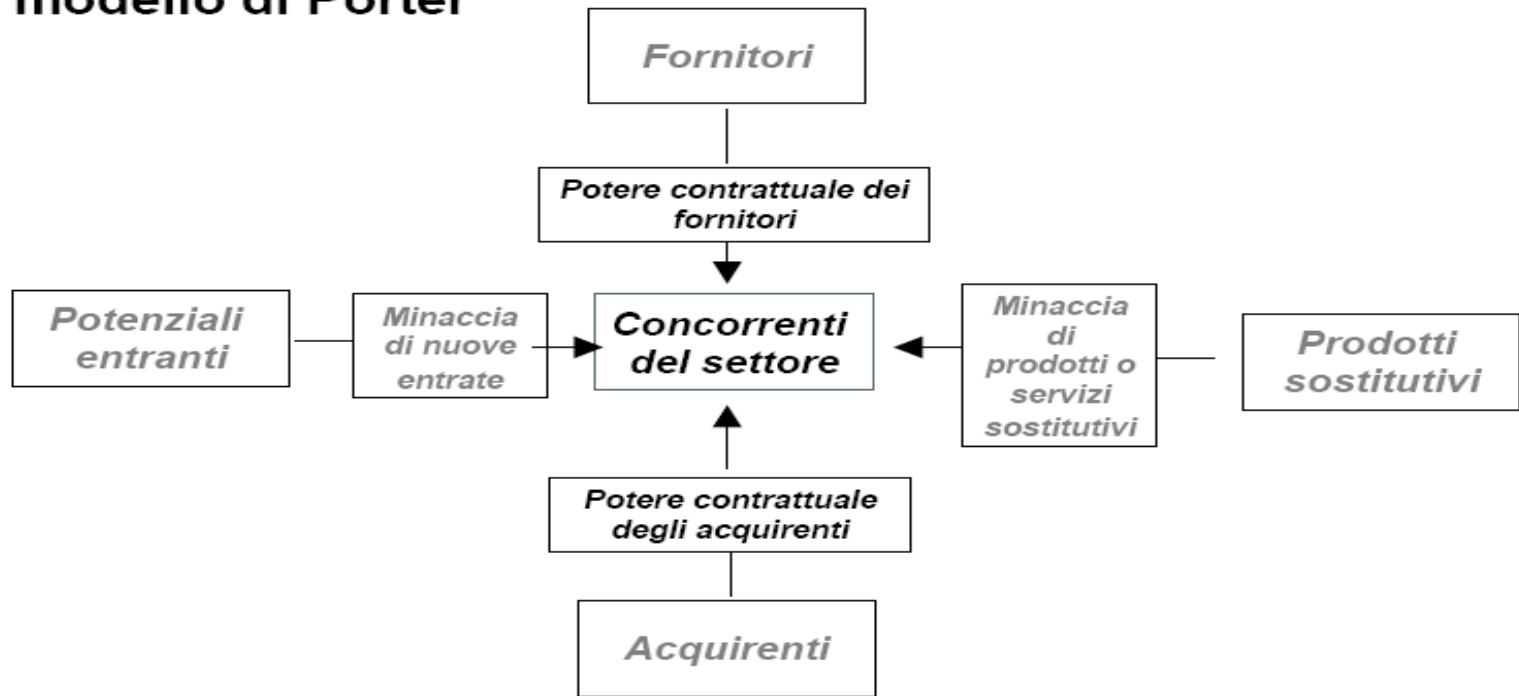 modello di Porter
Fornitori
Potere contrattuale dei
fornitori
Potenziali
entranti
Minaccia
di nuove
entrate
Concorrenti
del settore
Minaccia
di
prodotti o
servizi
sostitutivi
Prodotti
sostitutivi
Potere contrattuale
degli acquirenti
Acquirenti